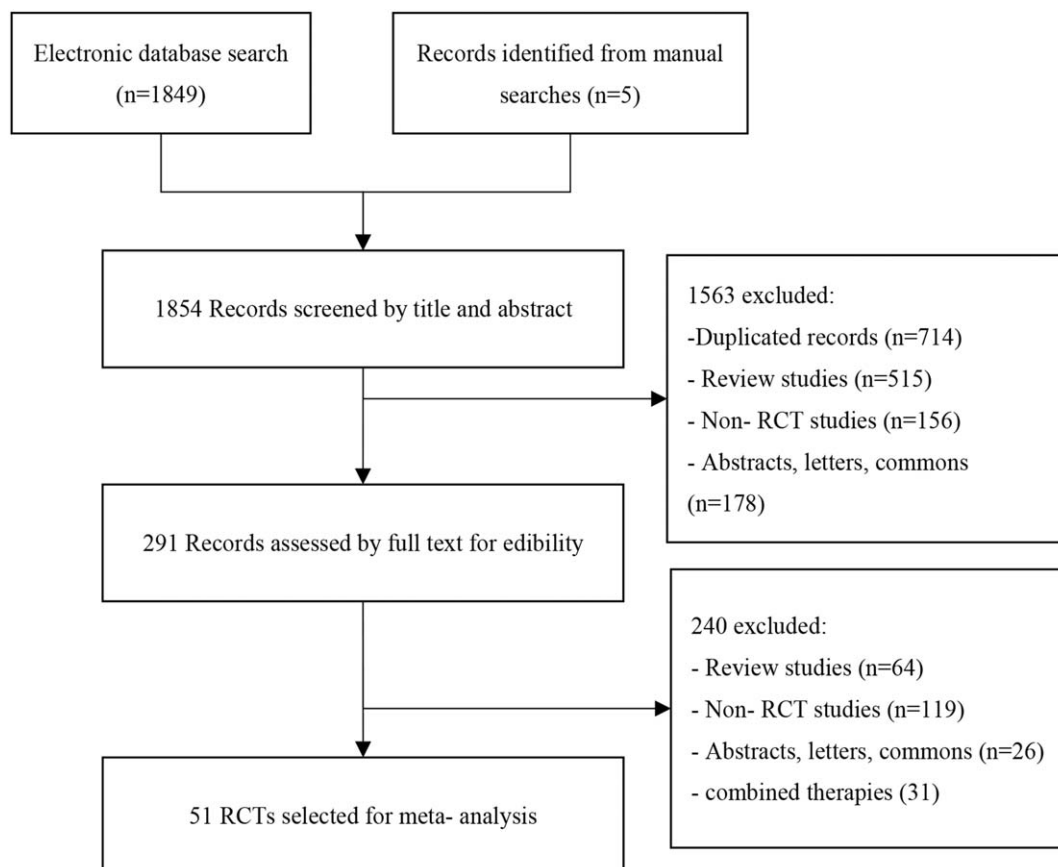 Electronic database search
(n=1849)
Records identified from manual
searches (n=5)
1854 Records screened by title and abstract
1563 excluded:
-Duplicated records (n=714)
- Review studies (n=515)
- Non- RCT studies (n=156)
- Abstracts, letters, commons
(n=178)
291 Records assessed by full text for edibility
240 excluded:
- Review studies (n=64)
- Non- RCT studies (n=119)
- Abstracts, letters, commons (n=26)
- combined therapies (31)
51 RCTs selected for meta- analysis